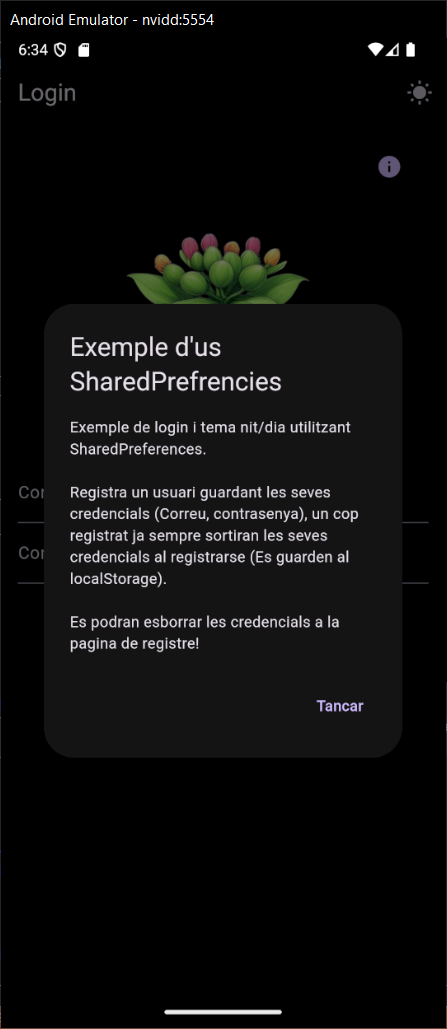 Android Emulator - nvidd:5554
6:34
Login
Exemple d'us
SharedPrefrencies
Exemple de login i tema nit/dia utilitzant
SharedPreferences.
Registra un usuari guardant les seves
credencials (Correu, contrasenya), un cop
registrat ja sempre sortiran les seves
credencials al registrarse (Es guarden al
localStorage).
Es podran esborrar les credencials a la
pagina de registre!
Tancar